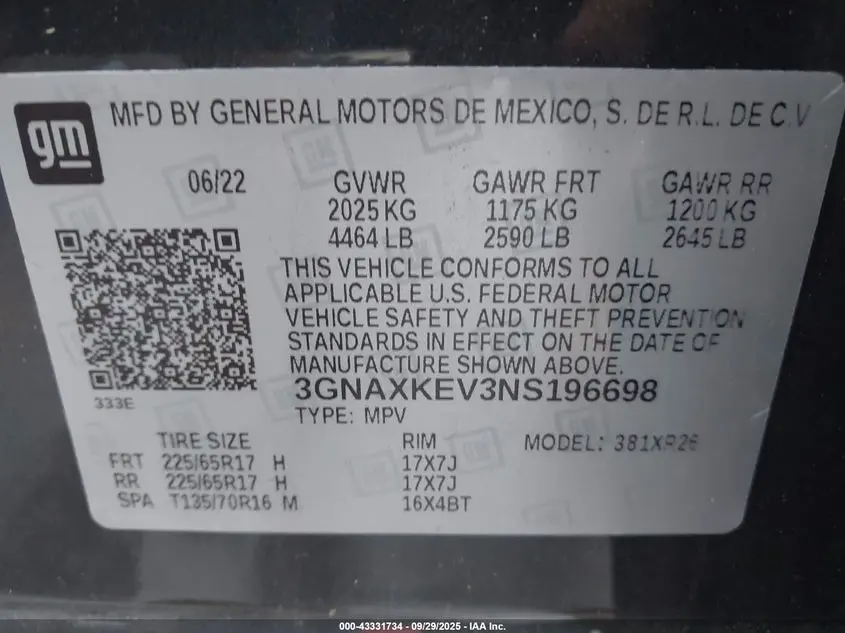 gm
MFD BY GENERAL MOTORS DE MEXICO, S. DE R.L. DE C.V
06/22 GVWR GAWR FRT GAWR RR
2025 KG 1175 KG 1200 KG
4464 LB 2590 LB 2645 LB
THIS VEHICLE CONFORMS TO ALL
APPLICABLE U.S. FEDERAL MOTOR
VEHICLE SAFETY AND THEFT PREVENTION
STANDARDS IN EFFECT ON THE DATE OF
MANUFACTURE SHOWN ABOVE.
3GNAXKEV3NS196698
333E
TYPE: MPV
TIRE SIZE RIM MODEL: 381XR26
FRT 225/65R17 H 17X7J
RR 225/65R17 H 17X7J
SPA T135/70R16 M 16X4BT
000-43331734 - 09/29/2025 - IAA Inc.